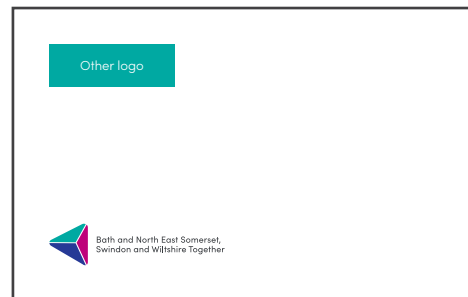 Other logo
Bath and North East Somerset,
Swindon and Wiltshire Together